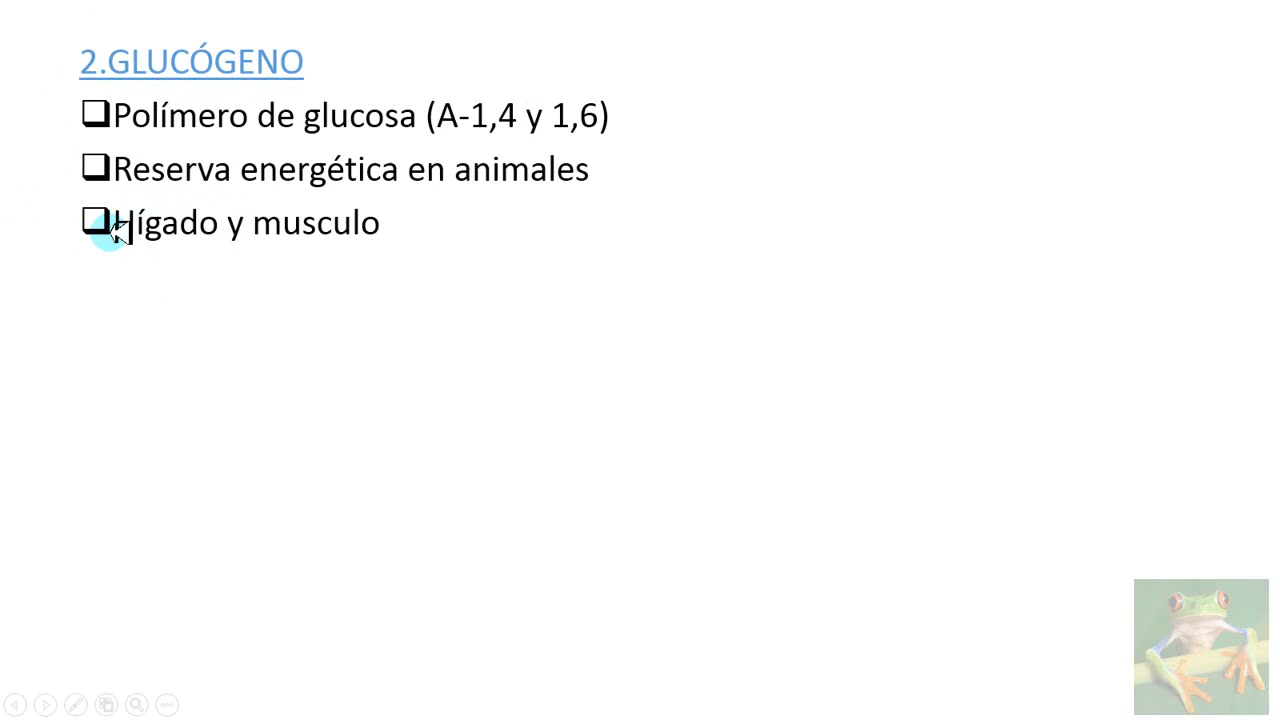 2.GLUCÓGENO
Polímero de glucosa (A-1,4 y 1,6)
Reserva energética en animales
Hígado y musculo